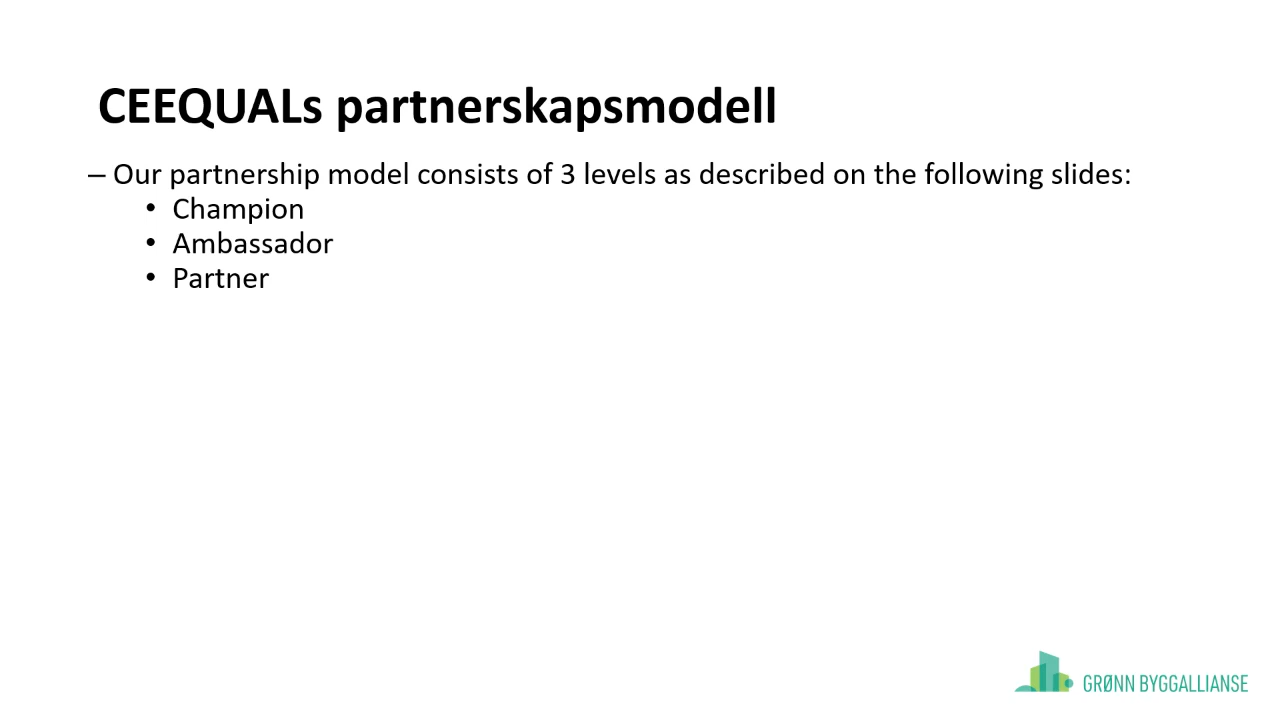 CEEQUALs partnerskapsmodell
– Our partnership model consists of 3 levels as described on the following slides:
• Champion
• Ambassador
• Partner
GRØNN BYGGALLIANSE